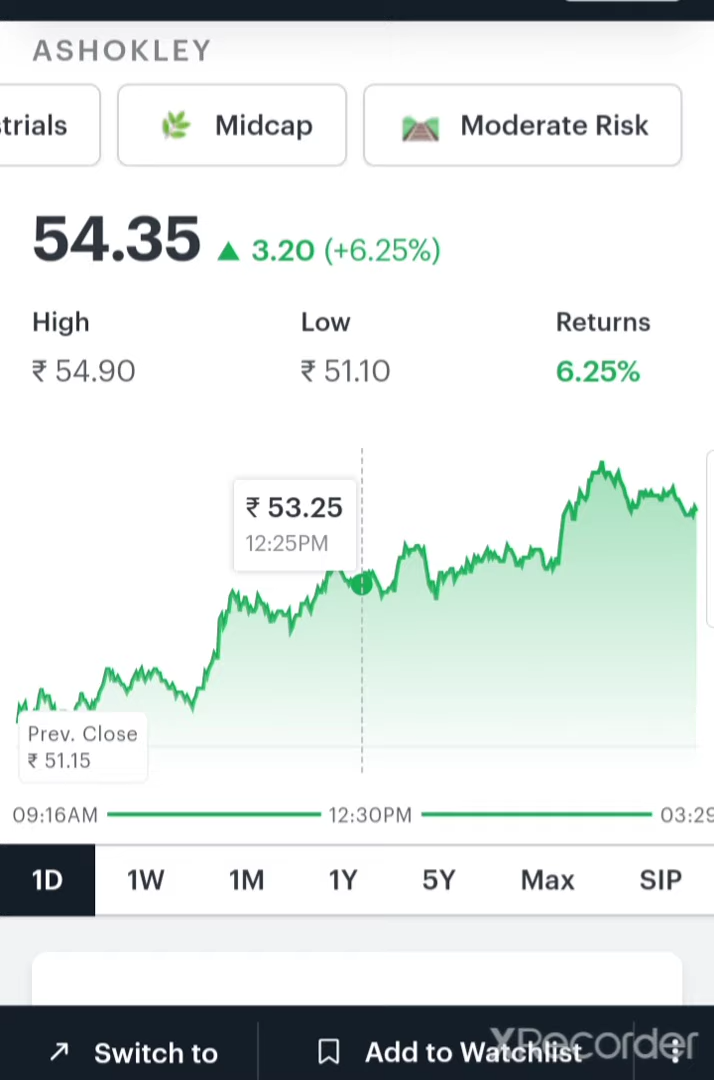 ASHOKLEY
trials
Midcap
Moderate Risk
54.35 ▲ 3.20 (+6.25%)
High Low Returns
₹ 54.90 ₹ 51.10 6.25%
₹ 53.25
12:25PM
Prev. Close
₹ 51.15
09:16AM 12:30PM 03:29
1D 1W 1M 1Y 5Y Max SIP
Switch to Add to Watchlist
XRecorder